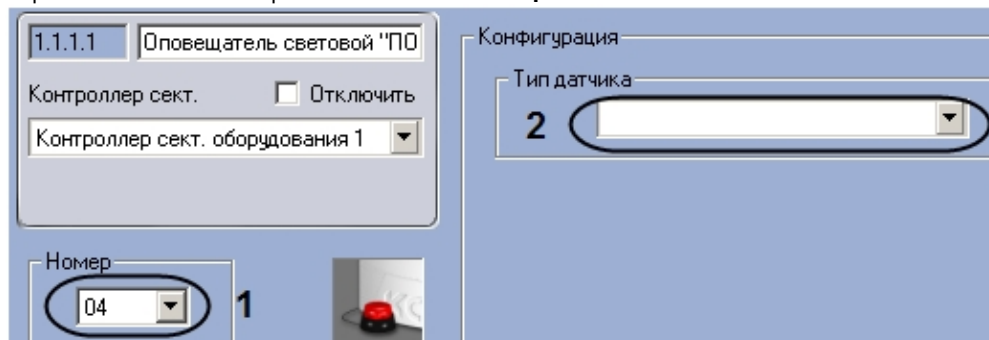 1.1.1.1 Оповещатель световой "ПО
Контроллер сект. Отключить
Контроллер сект. оборудования 1
Номер
04 1
Конфигурация
Тип датчика
2